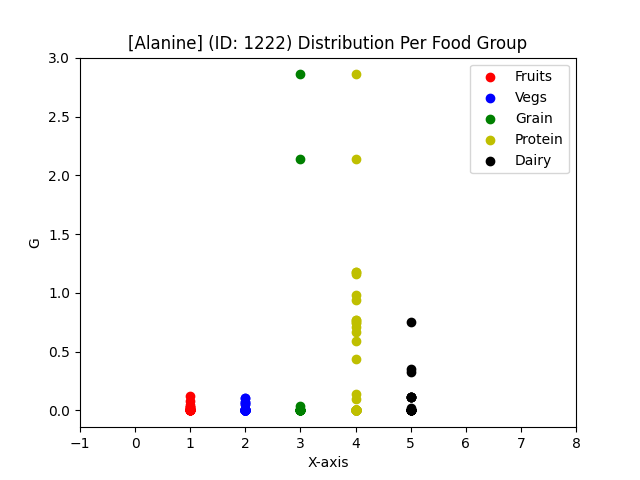 [Alanine] (ID: 1222) Distribution Per Food Group
3.0
2.5
2.0
1.5
1.0
0.5
0.0
G
Fruits
Vegs
Grain
Protein
Dairy
−1 0 1 2 3 4 5 6 7 8
X-axis